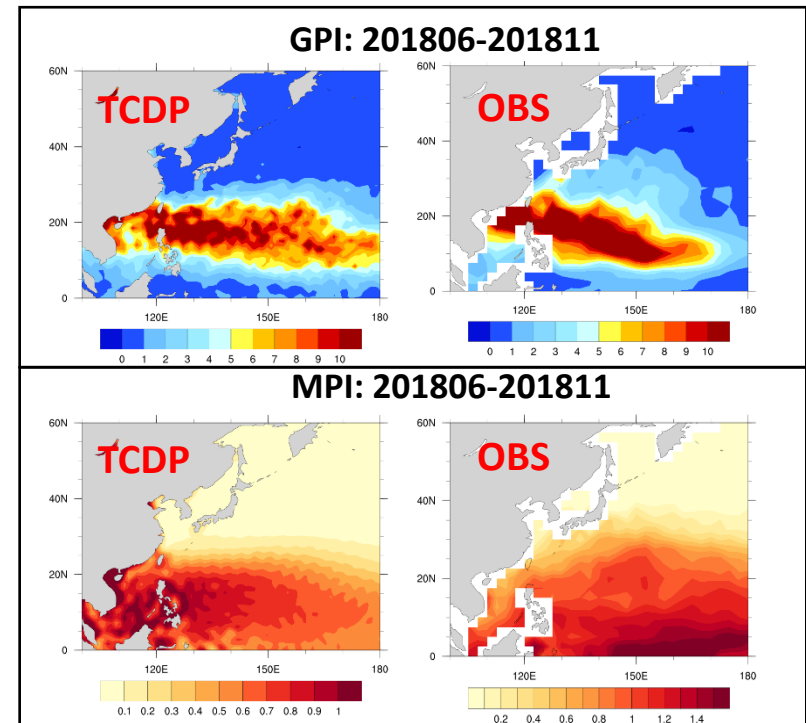 GPI: 201806-201811
TCDP
OBS
60N
40N
20N
0
120E
150E
180
60N
40N
20N
0
120E
150E
180
0 1 2 3 4 5 6 7 8 9 10
0 1 2 3 4 5 6 7 8 9 10
MPI: 201806-201811
TCDP
OBS
60N
40N
20N
0
120E
150E
180
60N
40N
20N
0
120E
150E
180
0.1 0.2 0.3 0.4 0.5 0.6 0.7 0.8 0.9 1
0.2 0.4 0.6 0.8 1 1.2 1.4